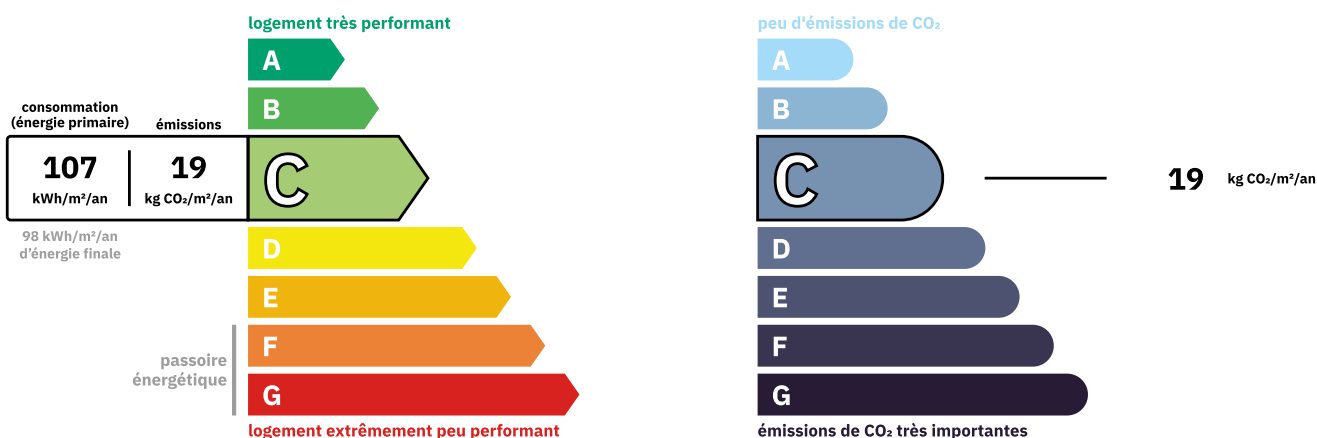 logement très performant
A
B
consommation
(énergie primaire)
émissions
107
kWh/m²/an
19
kg CO₂/m²/an
C
98 kWh/m²/an
d'énergie finale
D
E
passoire
énergétique
F
G
logement extrêmement peu performant
peu d'émissions de CO₂
A
B
C
19 kg CO₂/m²/an
D
E
F
G
émissions de CO₂ très importantes